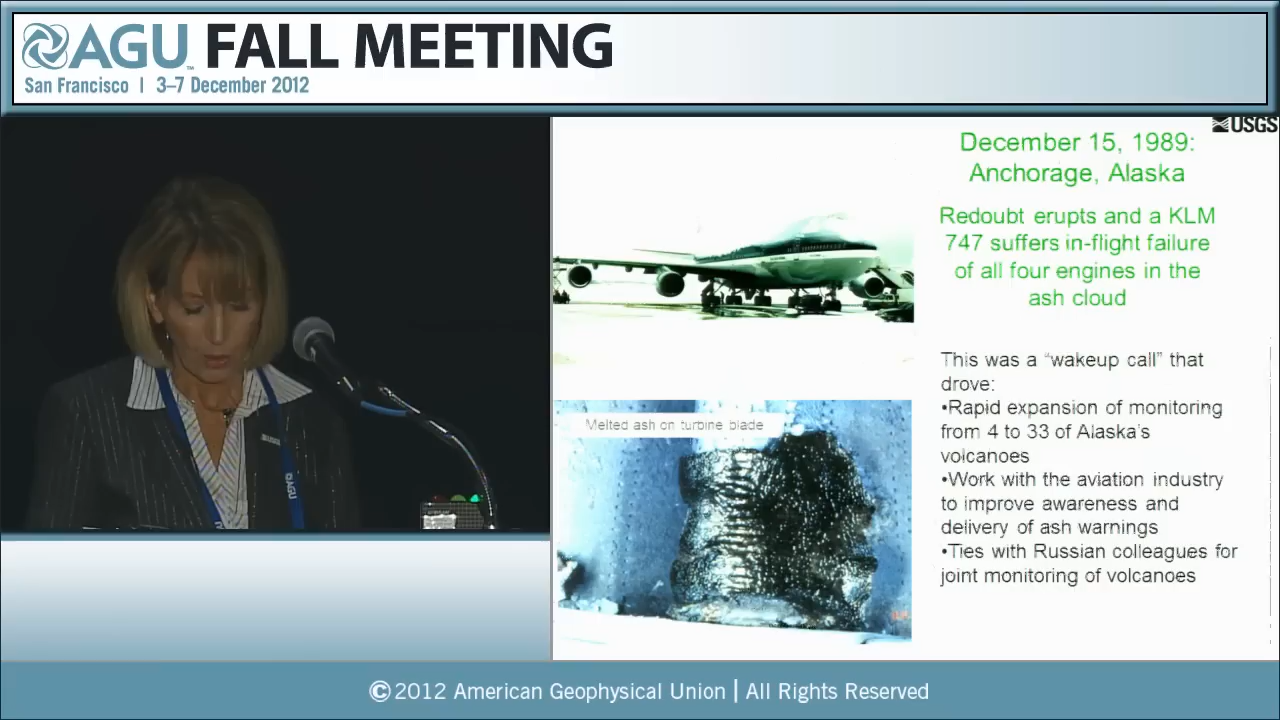 AGU FALL MEETING
San Francisco | 3–7 December 2012
USGS
December 15, 1989:
Anchorage, Alaska
Redoubt erupts and a KLM
747 suffers in-flight failure
of all four engines in the
ash cloud
This was a “wakeup call” that
drove:
•Rapid expansion of monitoring
from 4 to 33 of Alaska's
volcanoes
•Work with the aviation industry
to improve awareness and
delivery of ash warnings
•Ties with Russian colleagues for
joint monitoring of volcanoes
Melted ash on turbine blade
AGU
©2012 American Geophysical Union | All Rights Reserved